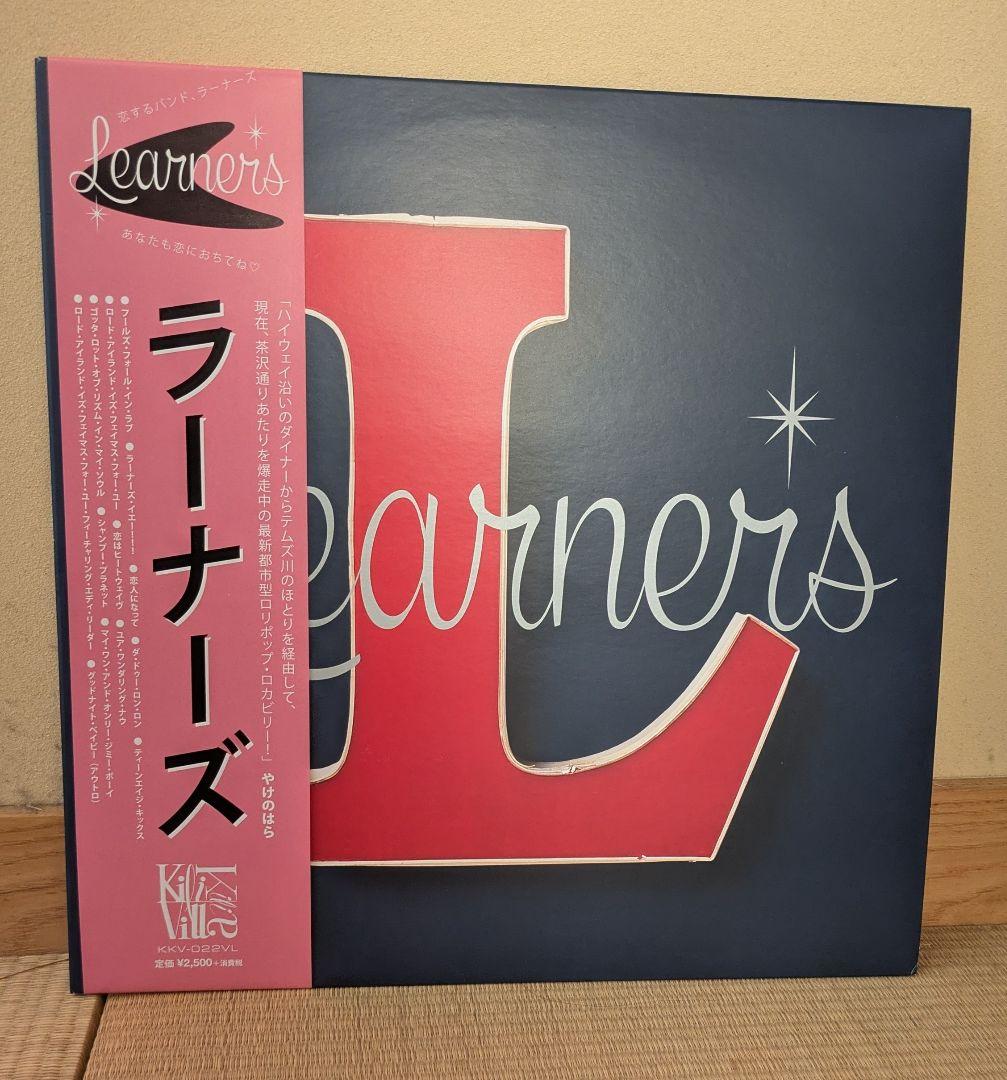 恋するバンド、ラーナーズ
Learners
あなたも恋におちてね♡
「ハイウェイ沿いのダイナーからテムズ川のほとりを経由して、
現在、茶沢通りあたりを爆走中の最新都市型ロリポップ・ロカビリー！」 やけのはら
ラーナーズ
●フールズ・フォール・イン・ラブ ●ラーナーズ・イエー！！！！ ●恋人になって ●ダ・ドゥー・ロン・ロン ●ティーンエイジ・キックス
●ロード・アイランド・イズ・フェイマス・フォー・ユー ●恋はヒートウェイヴ ●ユア・ワンダリング・ナウ
●ゴッタ・ロット・オブ・リズム・イン・マイ・ソウル ●シャンプー・プラネット ●マイ・ワン・アンド・オンリー・ジミー・ボーイ
●ロード・アイランド・イズ・フェイマス・フォー・ユー・フィーチャリング・エディ・リーダー ●グッドナイト・ベイビー（アウトロ）
KiliKili
Villa
KKV-022VL
定価 ¥2,500+消費税
L
earners